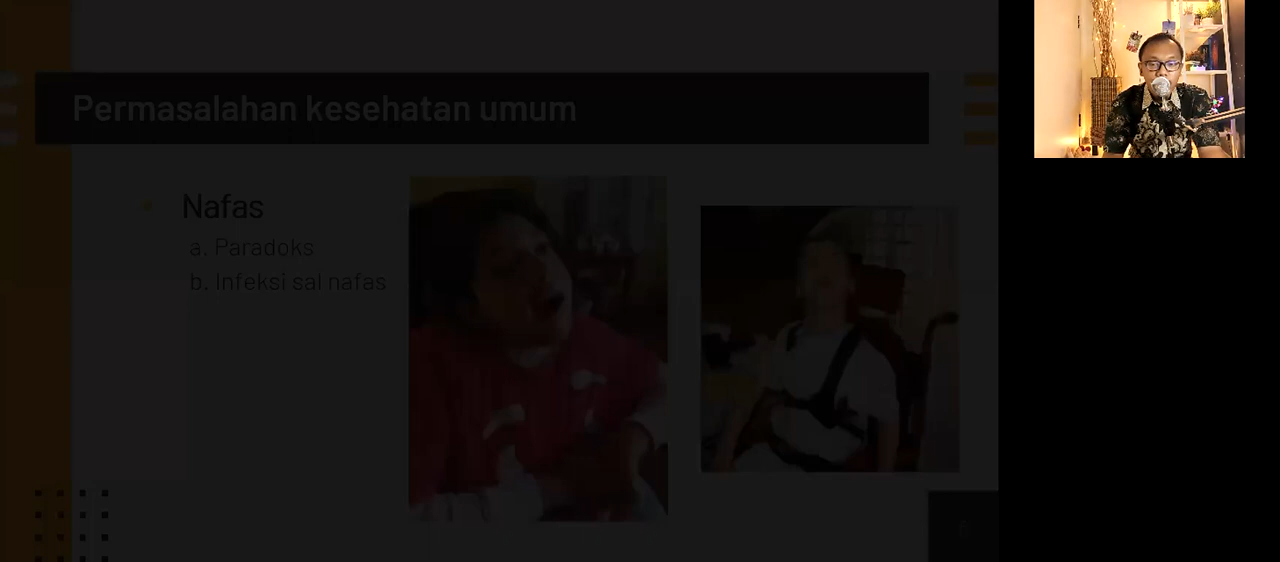 Permasalahan kesehatan umum
Nafas
a. Paradoks
b. Infeksi sal nafas